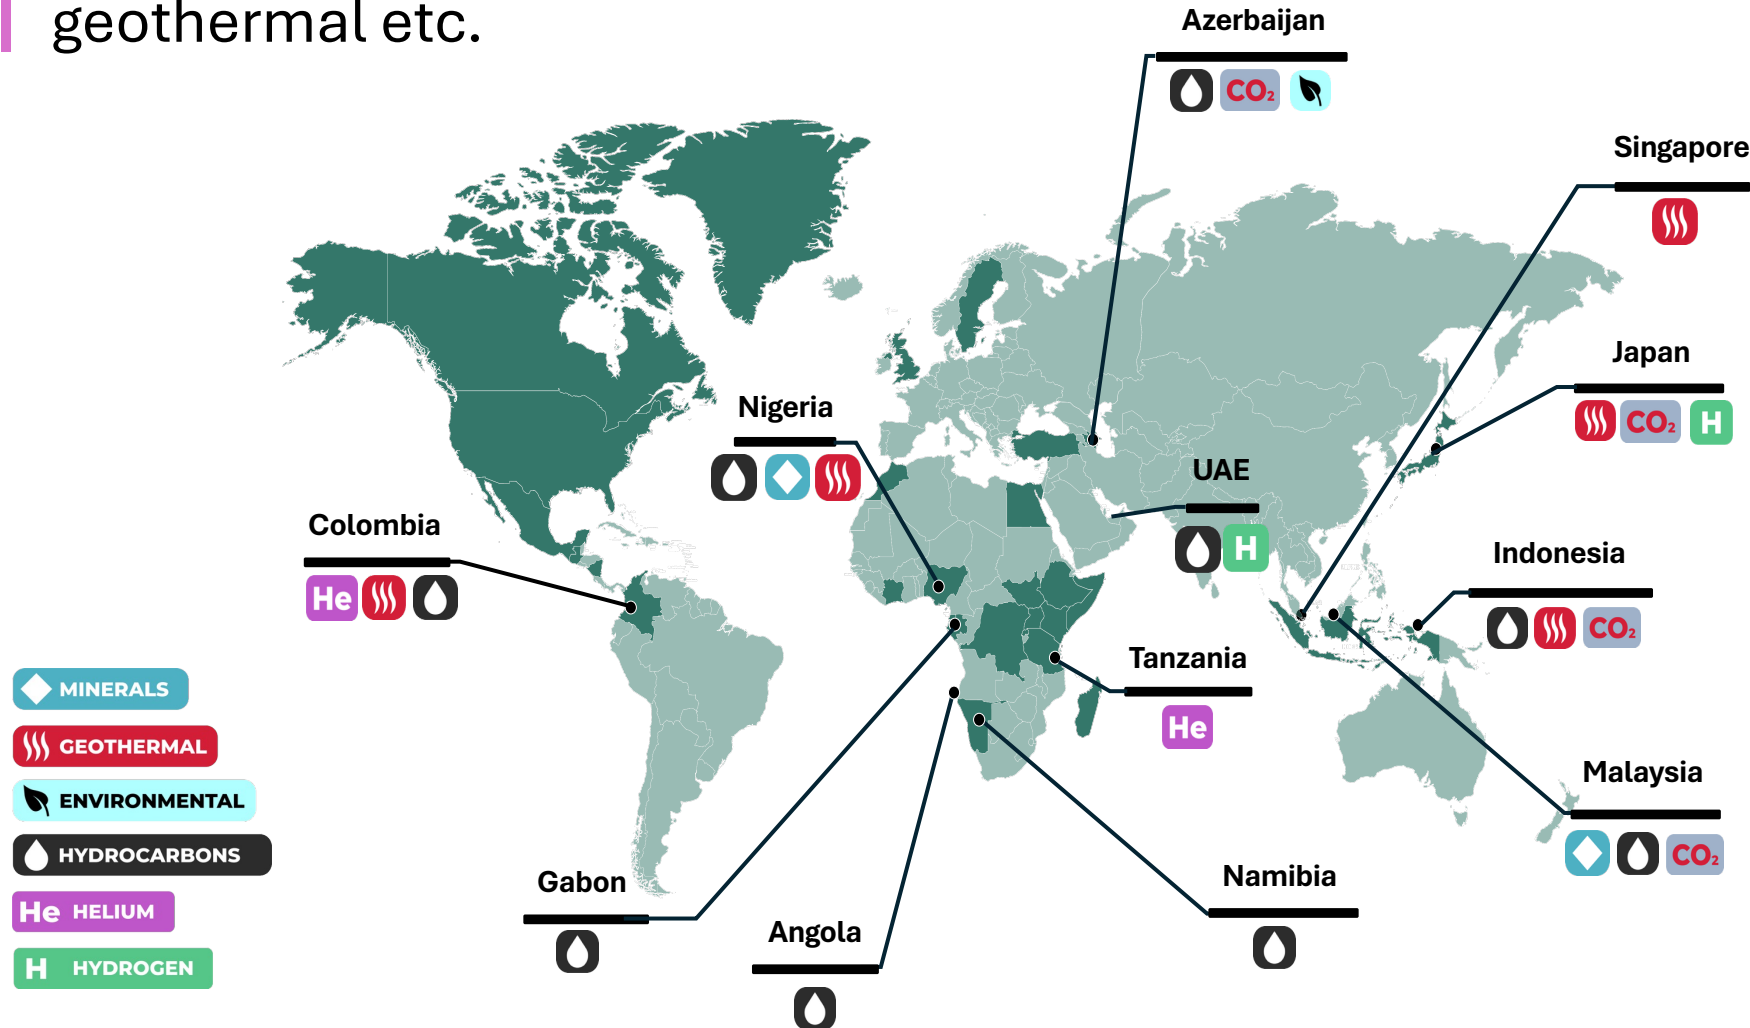 geothermal etc.
Azerbaijan
CO₂
Singapore
Japan
CO₂ H
Nigeria
UAE
H
Colombia
He
Indonesia
CO₂
Tanzania
He
Malaysia
CO₂
Gabon
Angola
Namibia
MINERALS
GEOTHERMAL
ENVIRONMENTAL
HYDROCARBONS
He HELIUM
H HYDROGEN